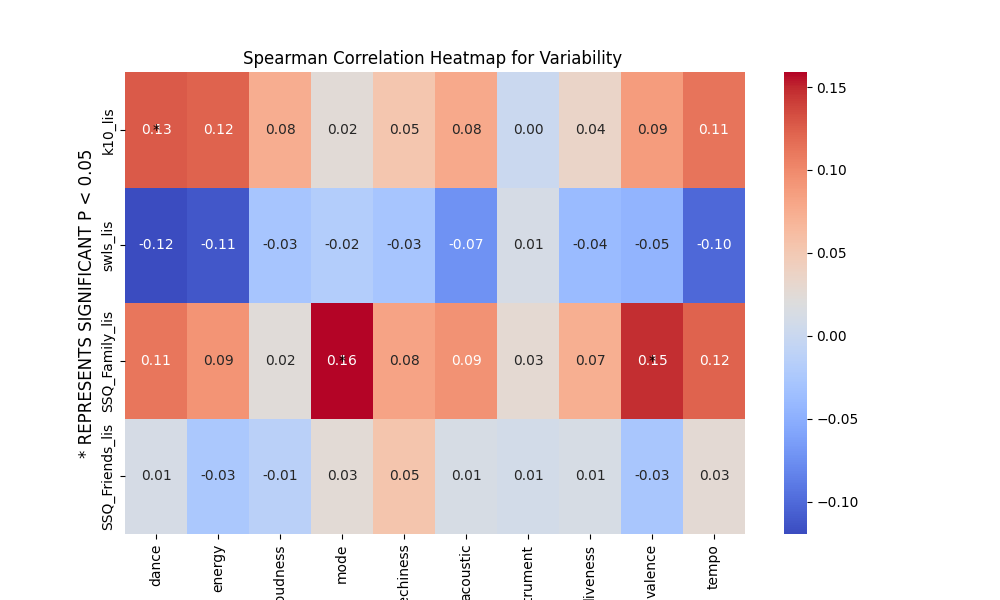 Spearman Correlation Heatmap for Variability
* REPRESENTS SIGNIFICANT P < 0.05
k10_lis
0.13 * 0.12 0.08 0.02 0.05 0.08 0.00 0.04 0.09 0.11
swls_lis
-0.12 -0.11 -0.03 -0.02 -0.03 -0.07 0.01 -0.04 -0.05 -0.10
SSQ_Family_lis
0.11 0.09 0.02 0.16 * 0.08 0.09 0.03 0.07 0.15 * 0.12
SSQ_Friends_lis
0.01 -0.03 -0.01 0.03 0.05 0.01 0.01 0.01 -0.03 0.03
dance energy oudness mode echiness acoustic trument liveness valence tempo
0.15
0.10
0.05
0.00
−0.05
−0.10